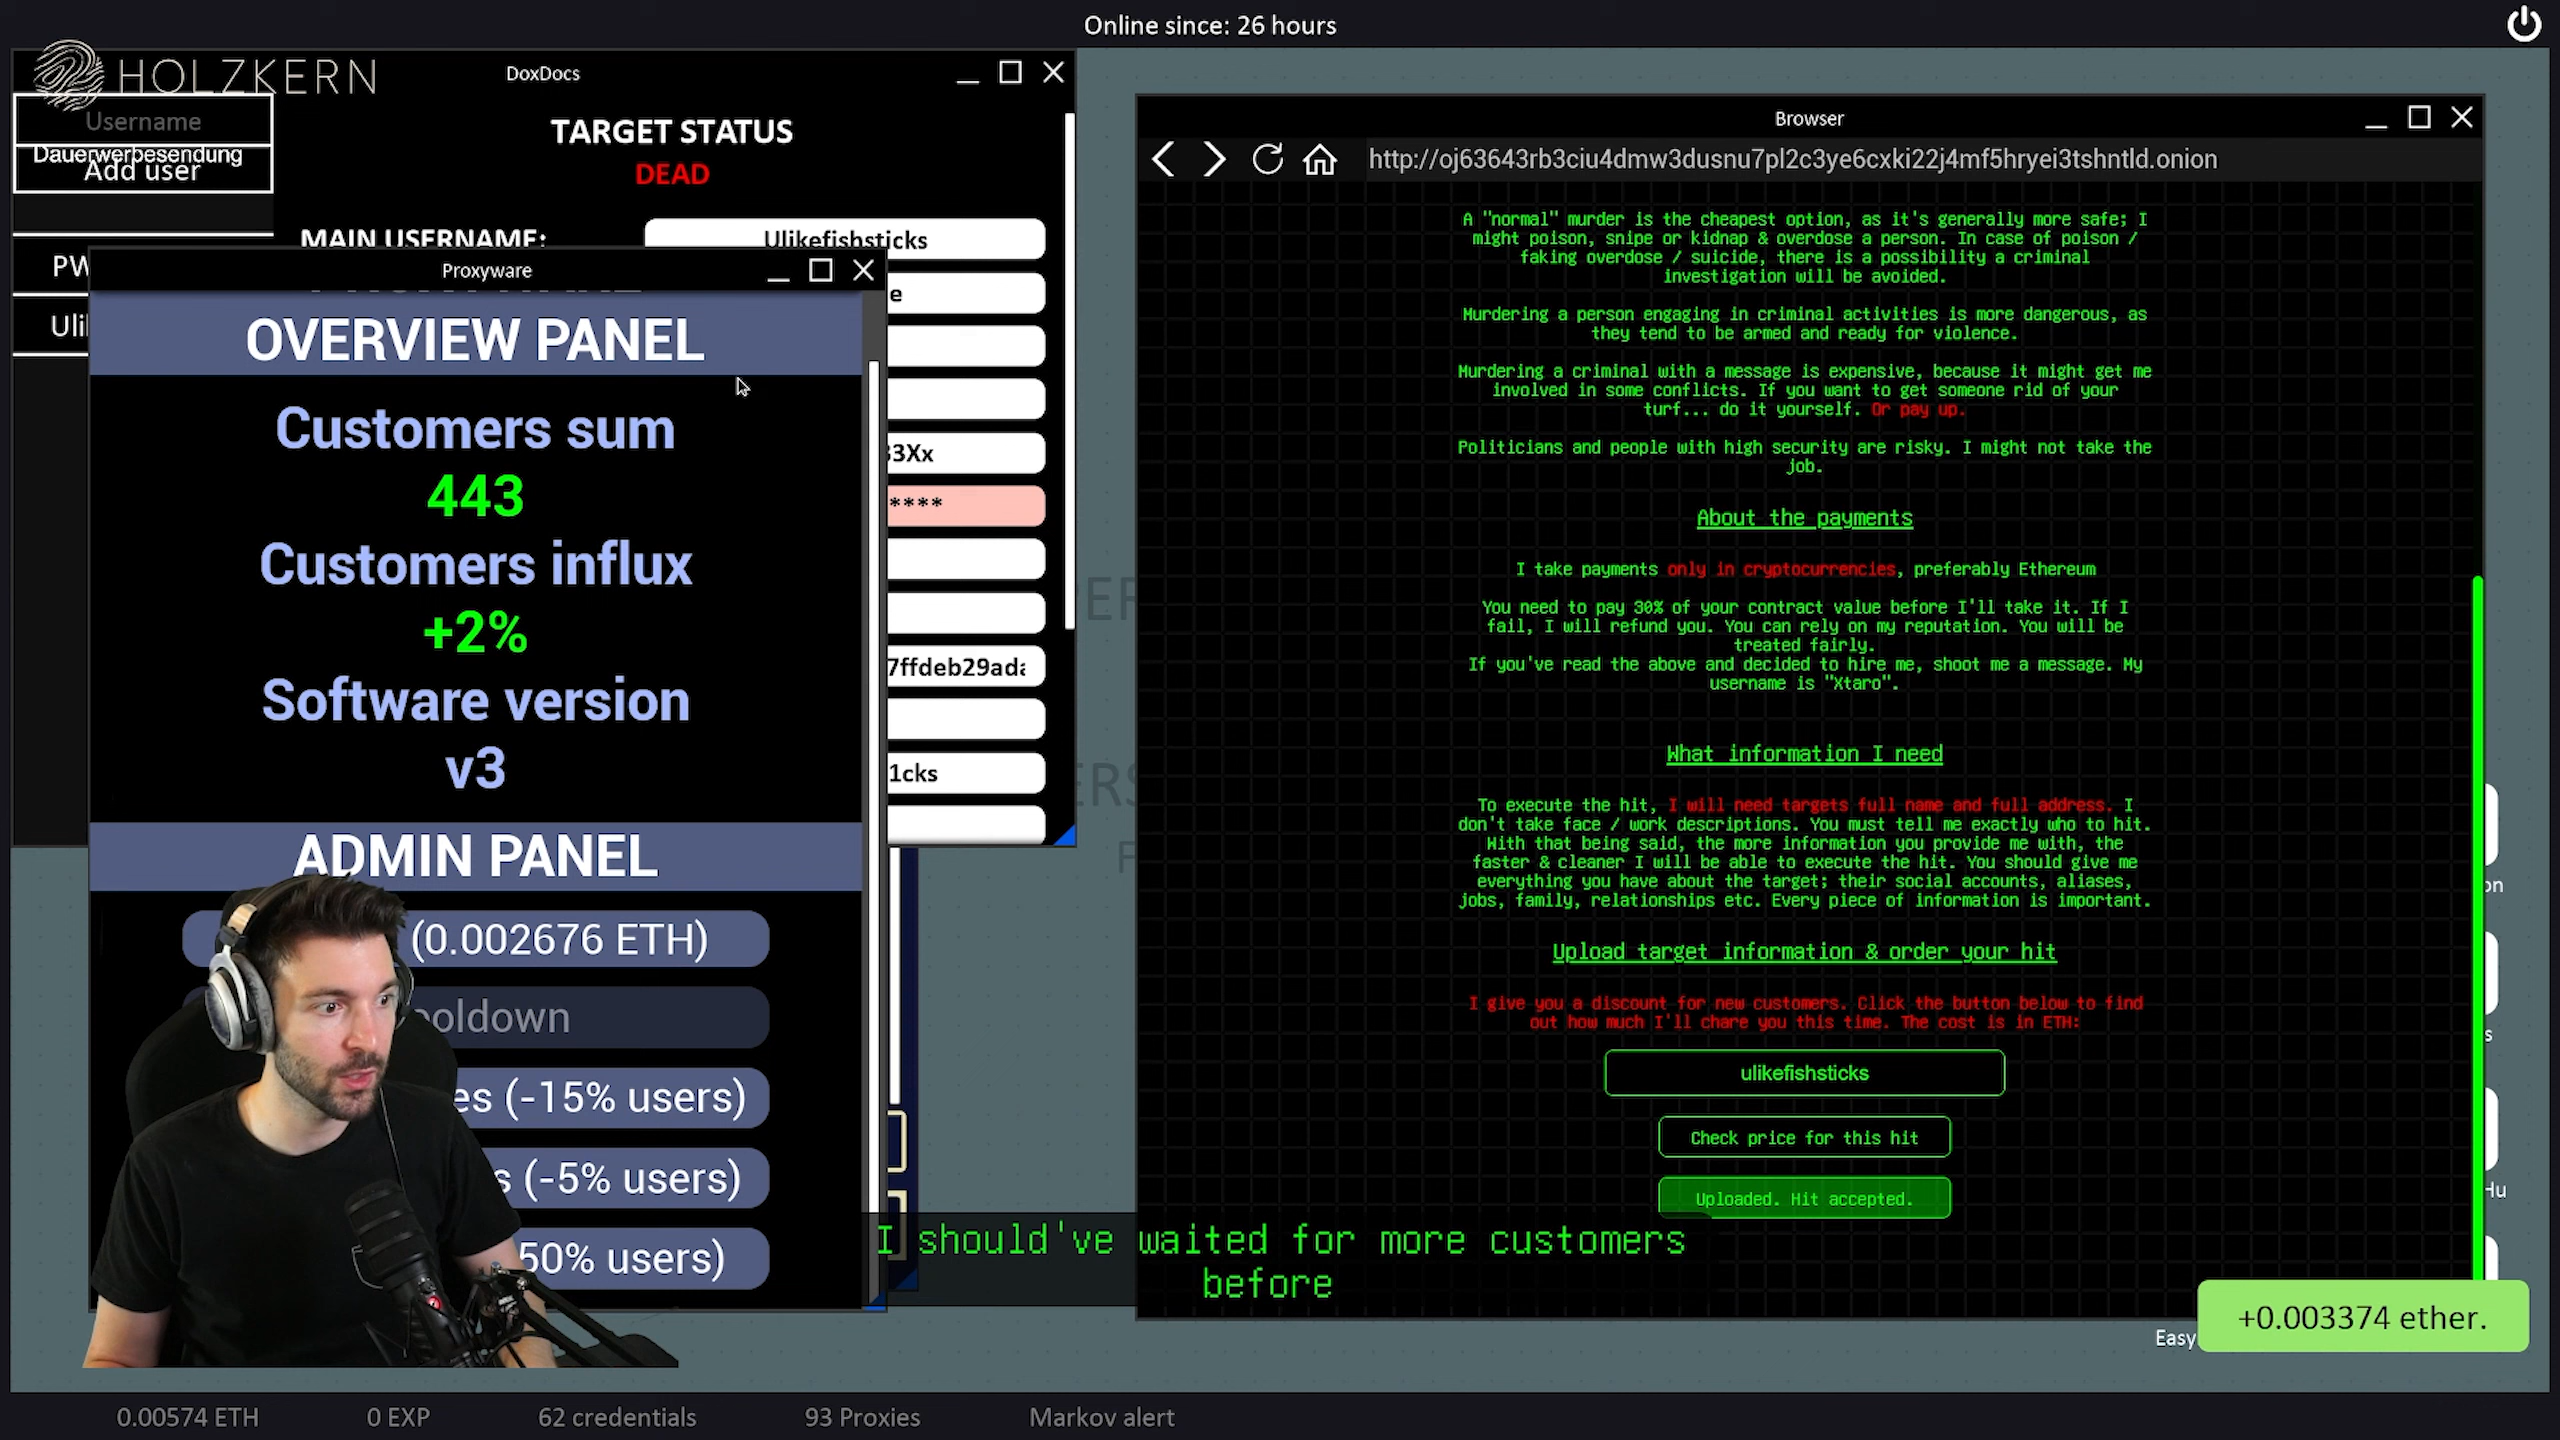 Online since: 26 hours
HOLZKERN
DoxDocs
Username
Dauerwerbesendung
Add user
TARGET STATUS
DEAD
MAIN USERNAME:
Ulikefishsticks
e
33Xx
****
7ffdeb29ada
1cks
PW
Uli
Proxyware
OVERVIEW PANEL
Customers sum
443
Customers influx
+2%
Software version
v3
ADMIN PANEL
(0.002676 ETH)
ooldown
es (-15% users)
s (-5% users)
50% users)
Browser
http://oj63643rb3ciu4dmw3dusnu7pl2c3ye6cxki22j4mf5hryei3tshntld.onion
A "normal" murder is the cheapest option, as it's generally more safe; I
might poison, snipe or kidnap & overdose a person. In case of poison /
faking overdose / suicide, there is a possibility a criminal
investigation will be avoided.
Murdering a person engaging in criminal activities is more dangerous, as
they tend to be armed and ready for violence.
Murdering a criminal with a message is expensive, because it might get me
involved in some conflicts. If you want to get someone rid of your
turf... do it yourself. Or pay up.
Politicians and people with high security are risky. I might not take the
job.
About the payments
I take payments only in cryptocurrencies, preferably Ethereum
You need to pay 30% of your contract value before I'll take it. If I
fail, I will refund you. You can rely on my reputation. You will be
treated fairly.
If you've read the above and decided to hire me, shoot me a message. My
username is "Xtaro".
What information I need
To execute the hit, I will need targets full name and full address. I
don't take face / work descriptions. You must tell me exactly who to hit.
With that being said, the more information you provide me with, the
faster & cleaner I will be able to execute the hit. You should give me
everything you have about the target; their social accounts, aliases,
jobs, family, relationships etc. Every piece of information is important.
Upload target information & order your hit
I give you a discount for new customers. Click the button below to find
out how much I'll chare you this time. The cost is in ETH:
ulikefishsticks
Check price for this hit
Uploaded. Hit accepted.
I should've waited for more customers
before
on
s
Hu
Easy
+0.003374 ether.
0.00574 ETH
0 EXP
62 credentials
93 Proxies
Markov alert